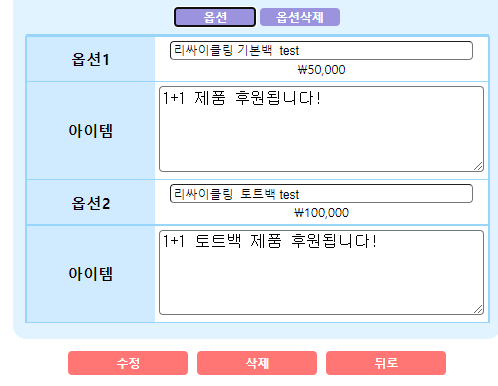 옵션 옵션삭제
옵션1 리싸이클링 기본백 test
₩50,000
아이템 1+1 제품 후원됩니다!
옵션2 리싸이클링 토트백 test
₩100,000
아이템 1+1 토트백 제품 후원됩니다!
수정 삭제 뒤로